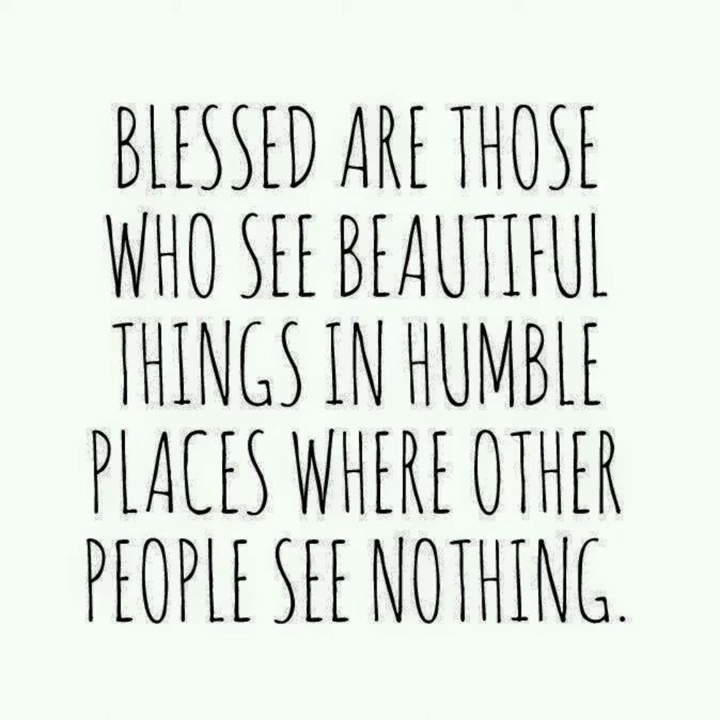 BLESSED ARE THOSE
WHO SEE BEAUTIFUL
THINGS IN HUMBLE
PLACES WHERE OTHER
PEOPLE SEE NOTHING.